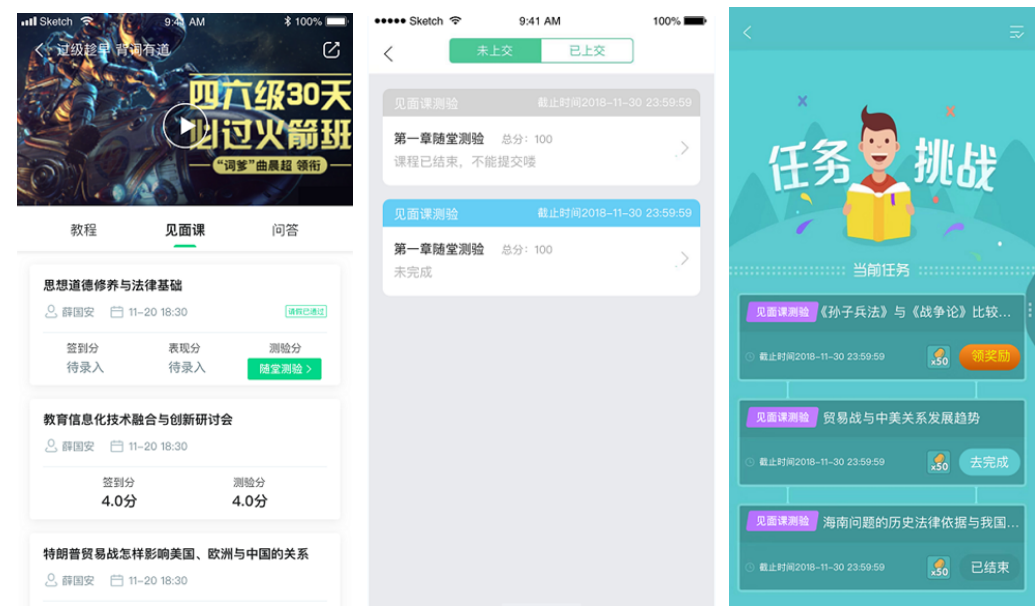 Sketch 9:41 AM 100%
过级趁早 背词有道
四六级30天
必过火箭班
“词爹”曲晨超 领衔
教程 见面课 问答
思想道德修养与法律基础
薛国安 11-20 18:30 请假已通过
签到分 表现分 测验分
待录入 待录入 随堂测验 >
教育信息化技术融合与创新研讨会
薛国安 11-20 18:30
签到分 测验分
4.0分 4.0分
特朗普贸易战怎样影响美国、欧洲与中国的关系
薛国安 11-20 18:30
Sketch 9:41 AM 100%
未上交 已上交
见面课测验 截止时间2018-11-30 23:59:59
第一章随堂测验 总分：100
课程已结束，不能提交喽
见面课测验 截止时间2018-11-30 23:59:59
第一章随堂测验 总分：100
未完成
任务挑战
当前任务
见面课测验 《孙子兵法》与《战争论》比较...
截止时间2018-11-30 23:59:59 x50 领奖励
见面课测验 贸易战与中美关系发展趋势
截止时间2018-11-30 23:59:59 x50 去完成
见面课测验 海南问题的历史法律依据与我国...
截止时间2018-11-30 23:59:59 x50 已结束